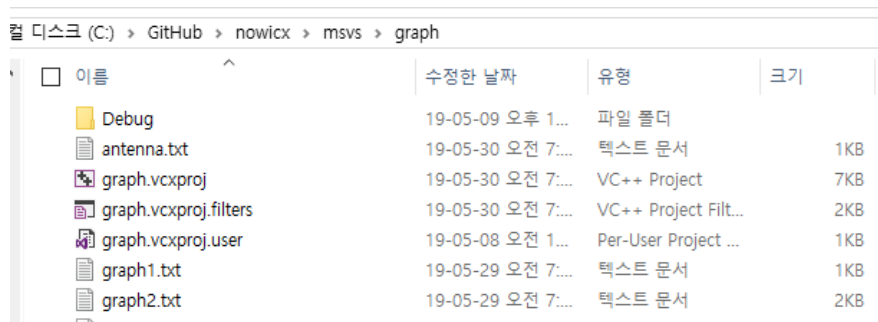 컬 디스크 (C:) › GitHub › nowicx › msvs › graph
이름 수정한 날짜 유형 크기
Debug 19-05-09 오후 1... 파일 폴더
antenna.txt 19-05-30 오전 7:... 텍스트 문서 1KB
graph.vcxproj 19-05-30 오전 7:... VC++ Project 7KB
graph.vcxproj.filters 19-05-30 오전 7:... VC++ Project Filt... 2KB
graph.vcxproj.user 19-05-08 오전 1... Per-User Project ... 1KB
graph1.txt 19-05-29 오전 7:... 텍스트 문서 1KB
graph2.txt 19-05-29 오전 7:... 텍스트 문서 2KB